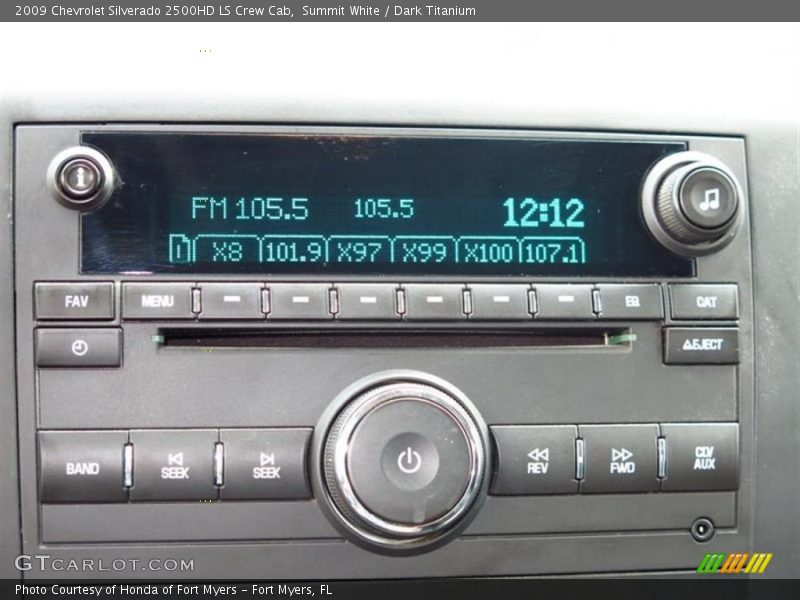 2009 Chevrolet Silverado 2500HD LS Crew Cab, Summit White / Dark Titanium
i
FM 105.5 105.5 12:12
1 X8 101.9 X97 X99 X100 107.1
FAV MENU EQ CAT
EJECT
BAND SEEK SEEK REV FWD CD/AUX
GTCARLOT.COM
Photo Courtesy of Honda of Fort Myers - Fort Myers, FL